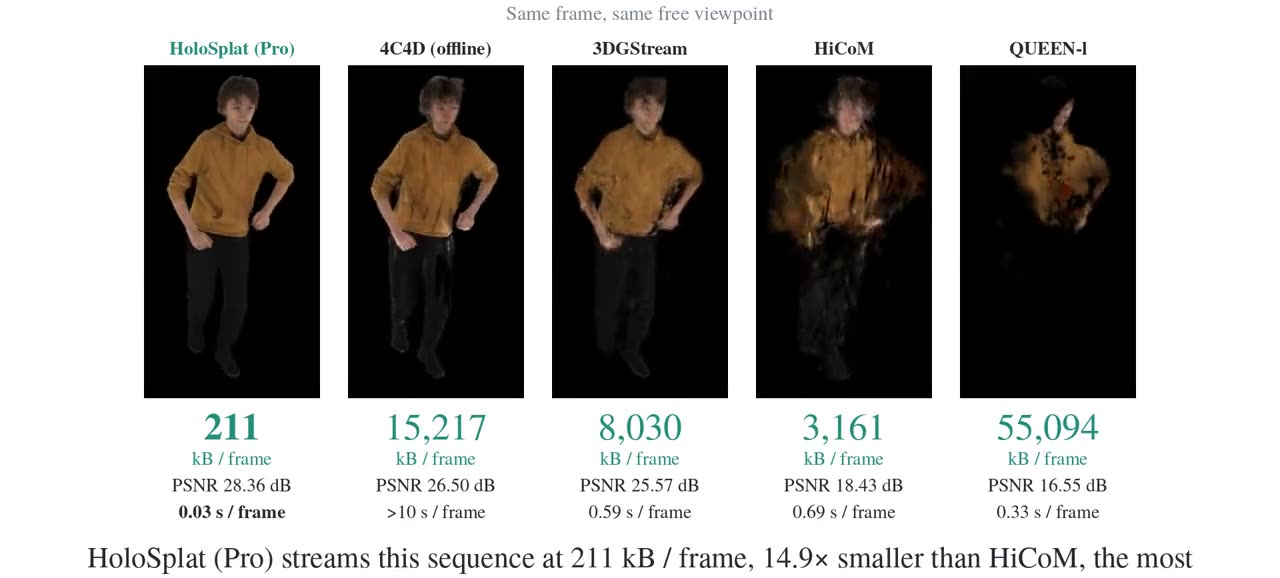 Same frame, same free viewpoint
HoloSplat (Pro) 4C4D (offline) 3DGStream HiCoM QUEEN-l
211 15,217 8,030 3,161 55,094
kB / frame kB / frame kB / frame kB / frame kB / frame
PSNR 28.36 dB PSNR 26.50 dB PSNR 25.57 dB PSNR 18.43 dB PSNR 16.55 dB
0.03 s / frame >10 s / frame 0.59 s / frame 0.69 s / frame 0.33 s / frame
HoloSplat (Pro) streams this sequence at 211 kB / frame, 14.9× smaller than HiCoM, the most